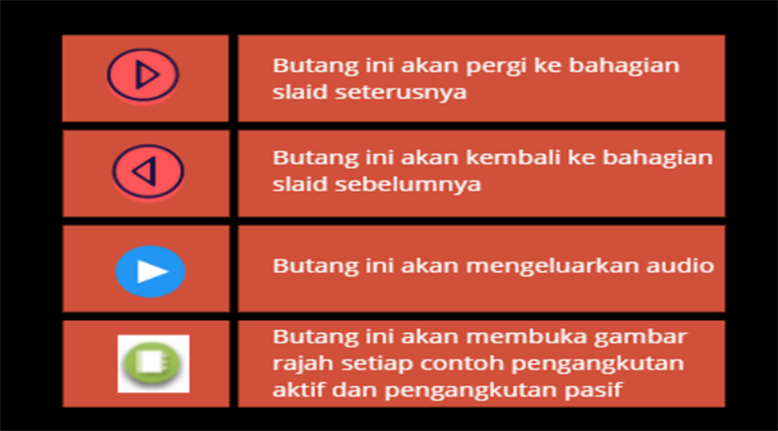 Butang ini akan pergi ke bahagian
slaid seterusnya
Butang ini akan kembali ke bahagian
slaid sebelumnya
Butang ini akan mengeluarkan audio
Butang ini akan membuka gambar
rajah setiap contoh pengangkutan
aktif dan pengangkutan pasif